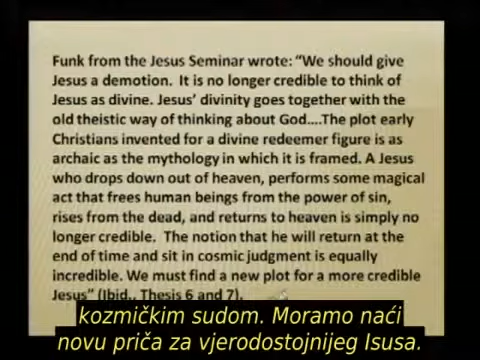 Funk from the Jesus Seminar wrote: "We should give
Jesus a demotion. It is no longer credible to think of
Jesus as divine. Jesus' divinity goes together with the
old theistic way of thinking about God....The plot early
Christians invented for a divine redeemer figure is as
archaic as the mythology in which it is framed. A Jesus
who drops down out of heaven, performs some magical
act that frees human beings from the power of sin,
rises from the dead, and returns to heaven is simply no
longer credible. The notion that he will return at the
end of time and sit in cosmic judgment is equally
incredible. We must find a new plot for a more credible
Jesus" (Ibid., Thesis 6 and 7).
kozmičkim sudom. Moramo naći
novu priča za vjerodostojnijeg Isusa.